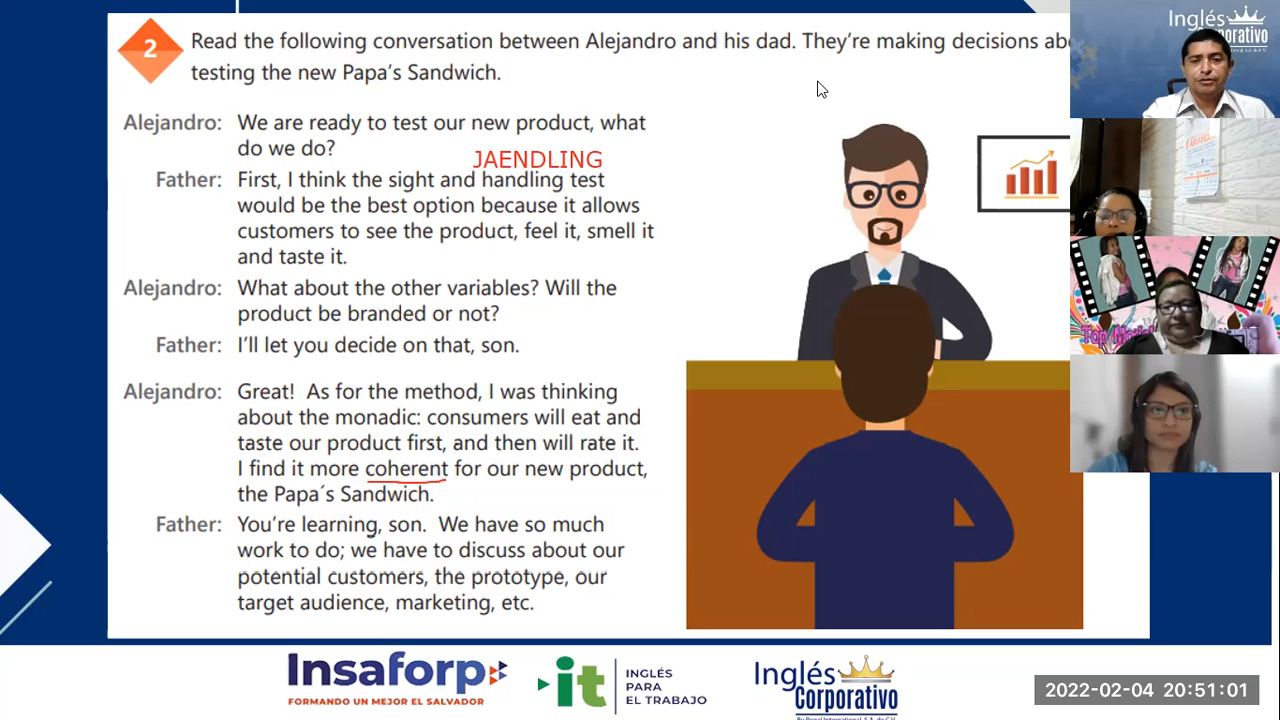 2
Read the following conversation between Alejandro and his dad. They're making decisions
testing the new Papa's Sandwich.
Alejandro: We are ready to test our new product, what
do we do?
JAENDLING
Father: First, I think the sight and handling test
would be the best option because it allows
customers to see the product, feel it, smell it
and taste it.
Alejandro: What about the other variables? Will the
product be branded or not?
Father: I'll let you decide on that, son.
Alejandro: Great! As for the method, I was thinking
about the monadic: consumers will eat and
taste our product first, and then will rate it.
I find it more coherent for our new product,
the Papa´s Sandwich.
Father: You're learning, son. We have so much
work to do; we have to discuss about our
potential customers, the prototype, our
target audience, marketing, etc.
Inglés
Corporativo
Top Model
Insaforp
FORMANDO UN MEJOR EL SALVADOR
it
INGLÉS
PARA
EL TRABAJO
Inglés
Corporativo
2022-02-04 20:51:01